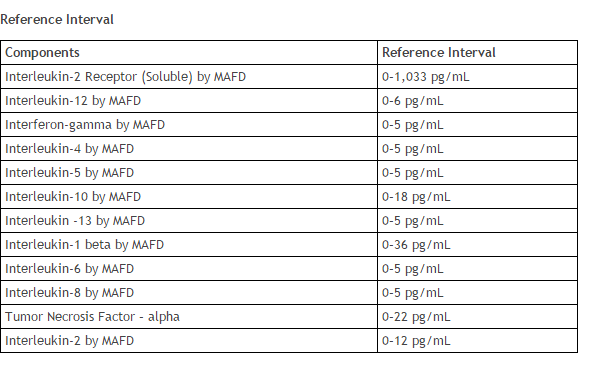 Reference Interval
Components Reference Interval
Interleukin-2 Receptor (Soluble) by MAFD 0-1,033 pg/mL
Interleukin-12 by MAFD 0-6 pg/mL
Interferon-gamma by MAFD 0-5 pg/mL
Interleukin-4 by MAFD 0-5 pg/mL
Interleukin-5 by MAFD 0-5 pg/mL
Interleukin-10 by MAFD 0-18 pg/mL
Interleukin -13 by MAFD 0-5 pg/mL
Interleukin-1 beta by MAFD 0-36 pg/mL
Interleukin-6 by MAFD 0-5 pg/mL
Interleukin-8 by MAFD 0-5 pg/mL
Tumor Necrosis Factor - alpha 0-22 pg/mL
Interleukin-2 by MAFD 0-12 pg/mL